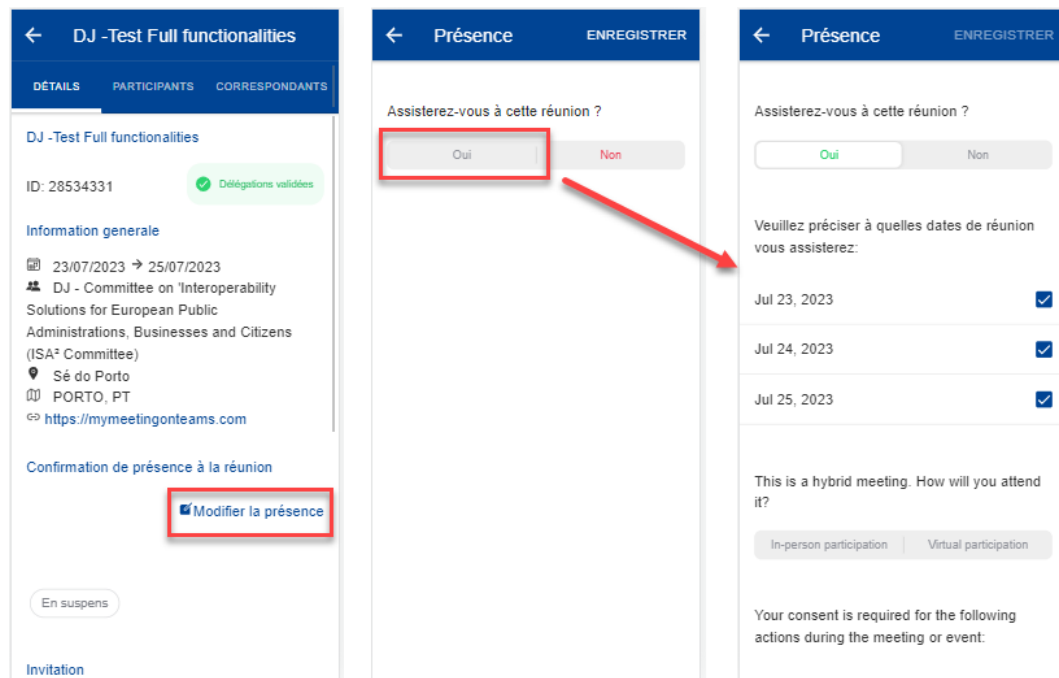 DJ -Test Full functionalities
DÉTAILS PARTICIPANTS CORRESPONDANTS
DJ -Test Full functionalities
ID: 28534331
Délégations validées
Information generale
23/07/2023 → 25/07/2023
DJ - Committee on 'Interoperability
Solutions for European Public
Administrations, Businesses and Citizens
(ISA² Committee)
Sé do Porto
PORTO, PT
https://mymeetingonteams.com
Confirmation de présence à la réunion
Modifier la présence
En suspens
Invitation
Présence ENREGISTRER
Assisterez-vous à cette réunion ?
Oui Non
Présence ENREGISTRER
Assisterez-vous à cette réunion ?
Oui Non
Veuillez préciser à quelles dates de réunion
vous assisterez:
Jul 23, 2023
Jul 24, 2023
Jul 25, 2023
This is a hybrid meeting. How will you attend
it?
In-person participation Virtual participation
Your consent is required for the following
actions during the meeting or event: